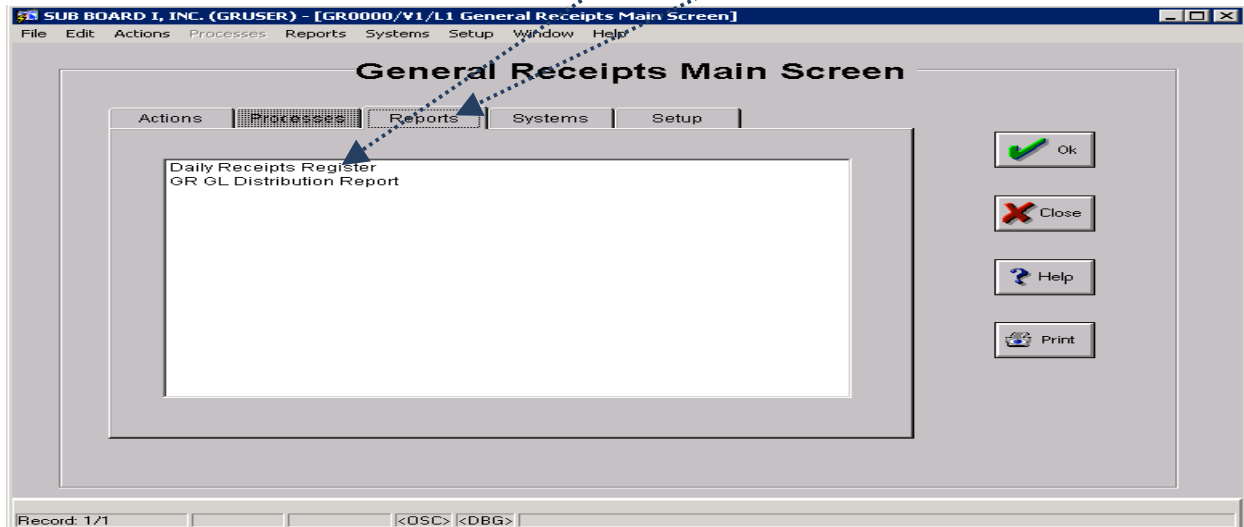 SUB BOARD I, INC. (GRUSER) - [GR0000/V1/L1 General Receipts Main Screen]
File Edit Actions Processes Reports Systems Setup Window Help
General Receipts Main Screen
Actions Processes Reports Systems Setup
Daily Receipts Register
GR GL Distribution Report
Ok
Close
Help
Print
Record: 1/1 <OSC> <DBG>